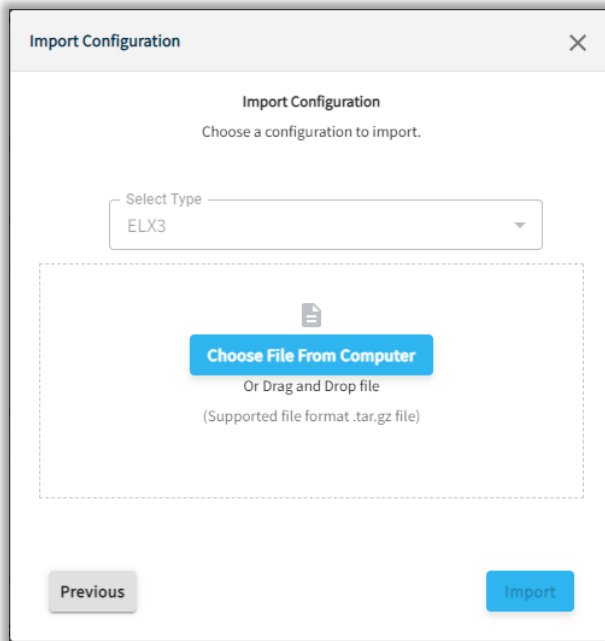 Import Configuration
Import Configuration
Choose a configuration to import.
Select Type
ELX3
Choose File From Computer
Or Drag and Drop file
(Supported file format .tar.gz file)
Previous
Import